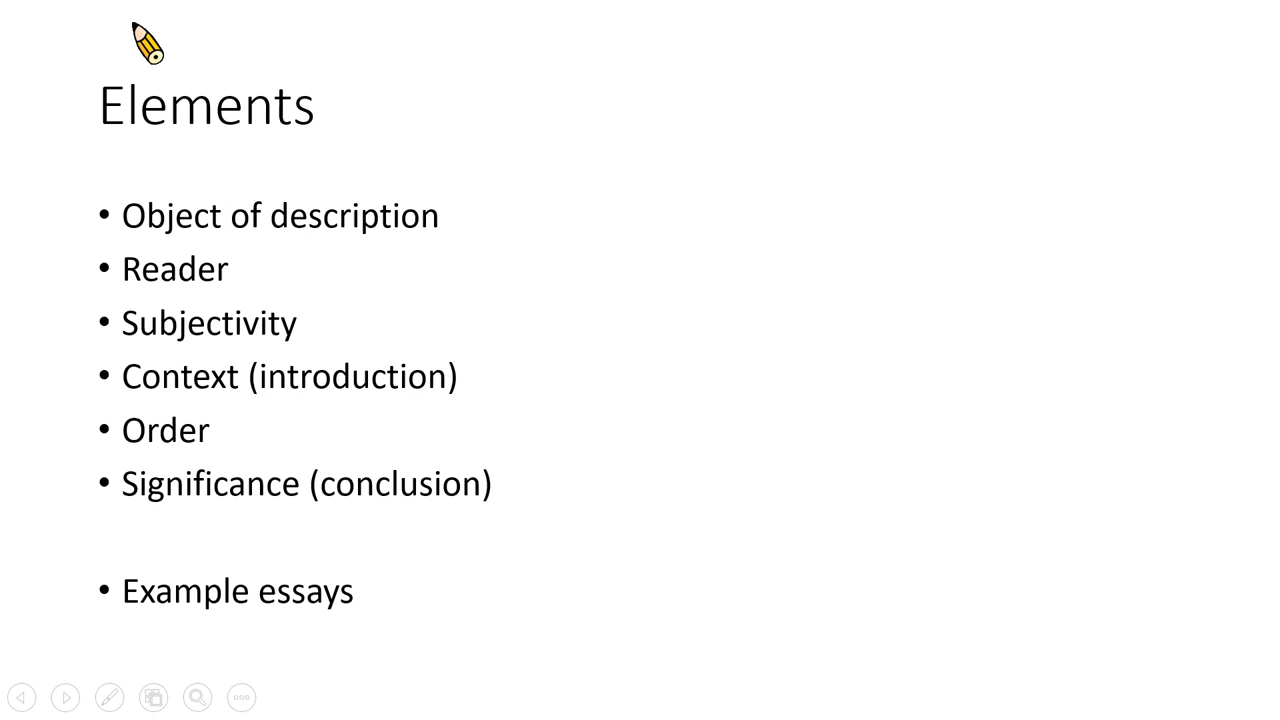 Elements
• Object of description
• Reader
• Subjectivity
• Context (introduction)
• Order
• Significance (conclusion)
• Example essays